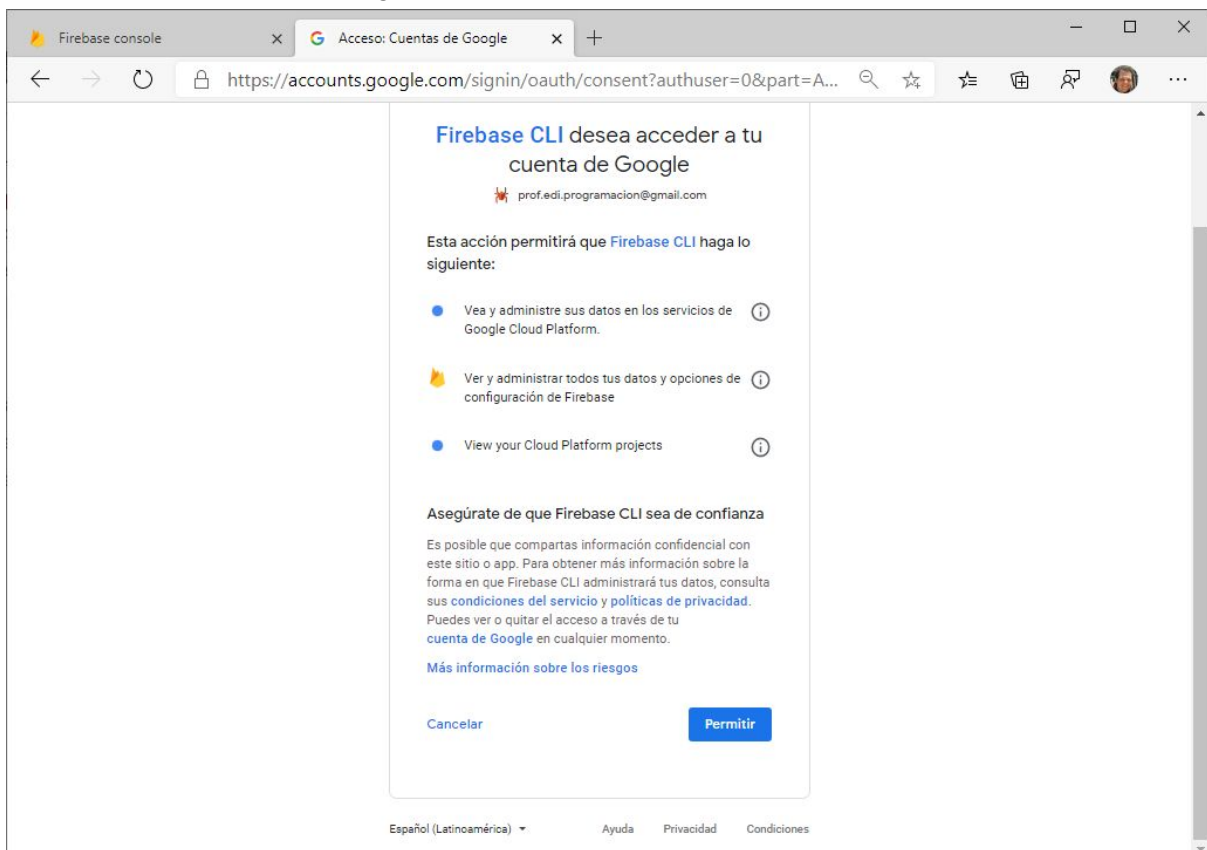 Firebase console
Acceso: Cuentas de Google
https://accounts.google.com/signin/oauth/consent?authuser=0&part=A...
Firebase CLI desea acceder a tu
cuenta de Google
prof.edi.programacion@gmail.com
Esta acción permitirá que Firebase CLI haga lo
siguiente:
Vea y administre sus datos en los servicios de
Google Cloud Platform.
Ver y administrar todos tus datos y opciones de
configuración de Firebase
View your Cloud Platform projects
Asegúrate de que Firebase CLI sea de confianza
Es posible que compartas información confidencial con
este sitio o app. Para obtener más información sobre la
forma en que Firebase CLI administrará tus datos, consulta
sus condiciones del servicio y políticas de privacidad.
Puedes ver o quitar el acceso a través de tu
cuenta de Google en cualquier momento.
Más información sobre los riesgos
Cancelar
Permitir
Español (Latinoamérica)
Ayuda
Privacidad
Condiciones